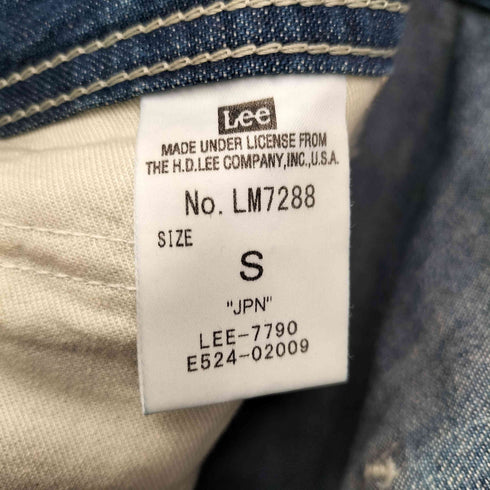 Lee
MADE UNDER LICENSE FROM
THE H.D.LEE COMPANY,INC.,U.S.A.
No. LM7288
SIZE
S
"JPN"
LEE-7790
E524-02009